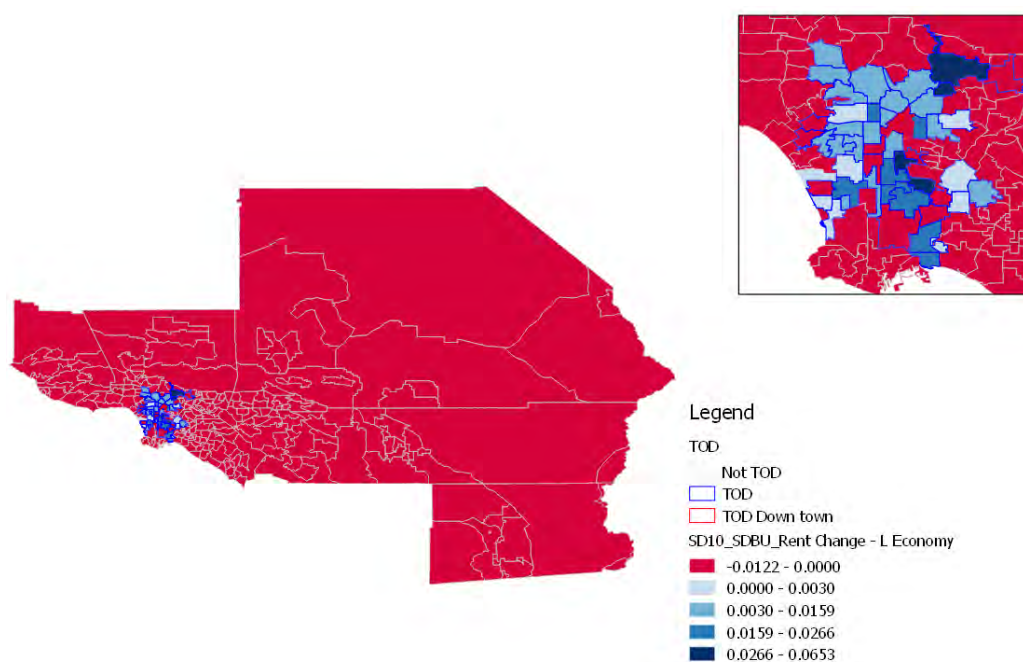 Legend
TOD
Not TOD
TOD
TOD Down town
SD10_SDBU_Rent Change - L Economy
-0.0122 - 0.0000
0.0000 - 0.0030
0.0030 - 0.0159
0.0159 - 0.0266
0.0266 - 0.0653